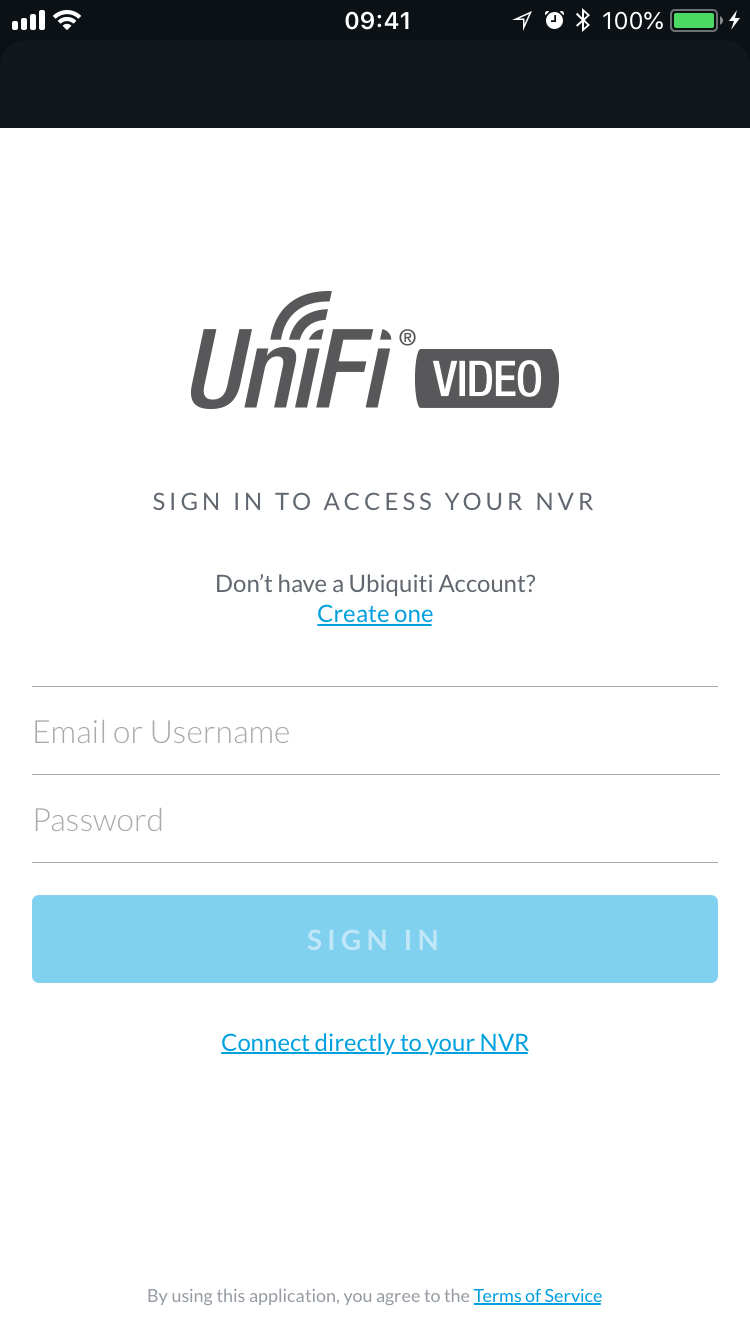 09:41 100%
UniFi® VIDEO
SIGN IN TO ACCESS YOUR NVR
Don’t have a Ubiquiti Account?
Create one
Email or Username
Password
SIGN IN
Connect directly to your NVR
By using this application, you agree to the Terms of Service